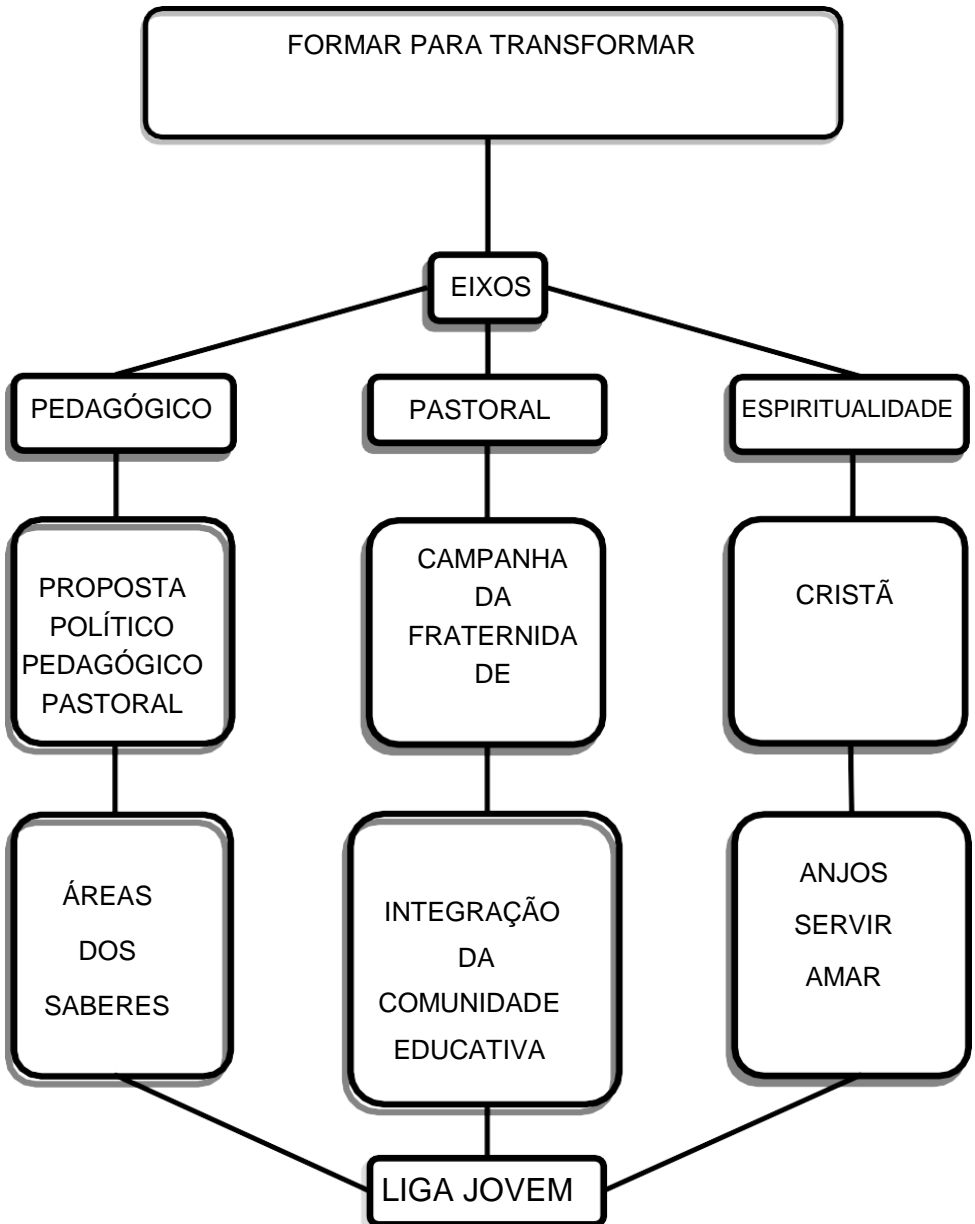 FORMAR PARA TRANSFORMAR
EIXOS
PEDAGÓGICO
PASTORAL
ESPIRITUALIDADE
PROPOSTA
POLÍTICO
PEDAGÓGICO
PASTORAL
CAMPANHA
DA
FRATERNIDA
DE
CRISTÃ
ÁREAS
DOS
SABERES
INTEGRAÇÃO
DA
COMUNIDADE
EDUCATIVA
ANJOS
SERVIR
AMAR
LIGA JOVEM